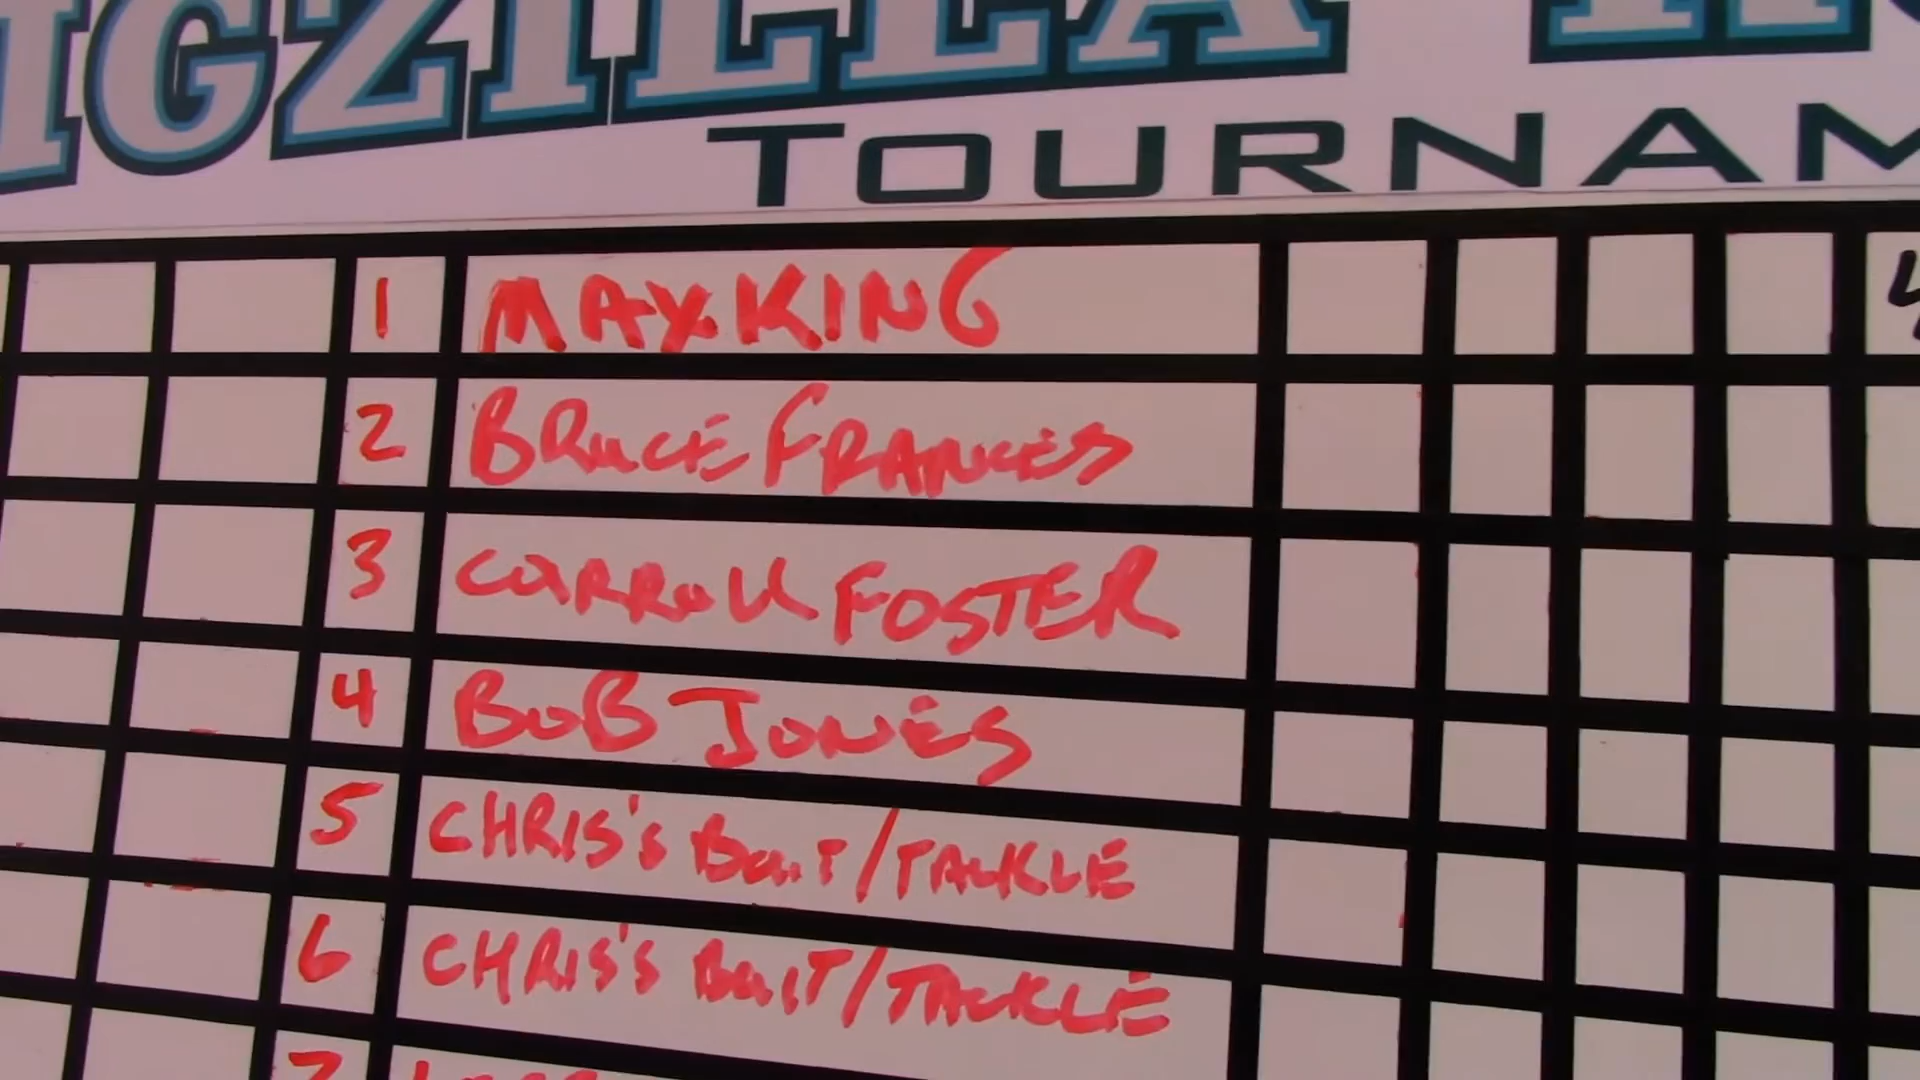 IGZILLA
TOURNAM
1 MAX KING
2 BRUCE FRANCES
3 CARROLL FOSTER
4 BOB JONES
5 CHRIS'S BAIT/TACKLE
6 CHRIS'S BAIT/TACKLE
7